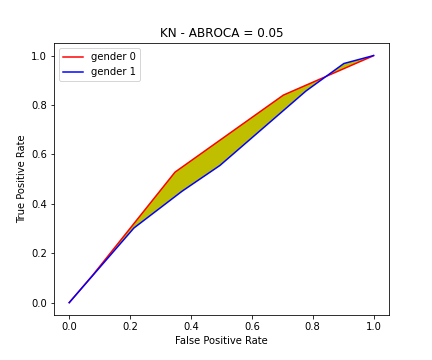 KN - ABROCA = 0.05
gender 0
gender 1
True Positive Rate
1.0
0.8
0.6
0.4
0.2
0.0
0.0 0.2 0.4 0.6 0.8 1.0
False Positive Rate